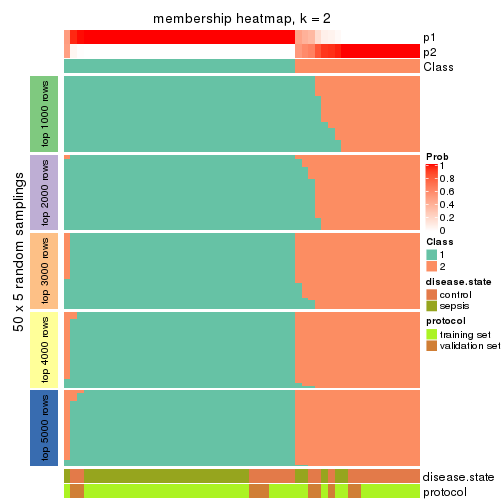 membership heatmap, k = 2
p1
p2
Class
50 x 5 random samplings
top 1000 rows
top 2000 rows
top 3000 rows
top 4000 rows
top 5000 rows
Prob
1
0.8
0.6
0.4
0.2
0
Class
1
2
disease.state
control
sepsis
protocol
training set
validation set
disease.state
protocol